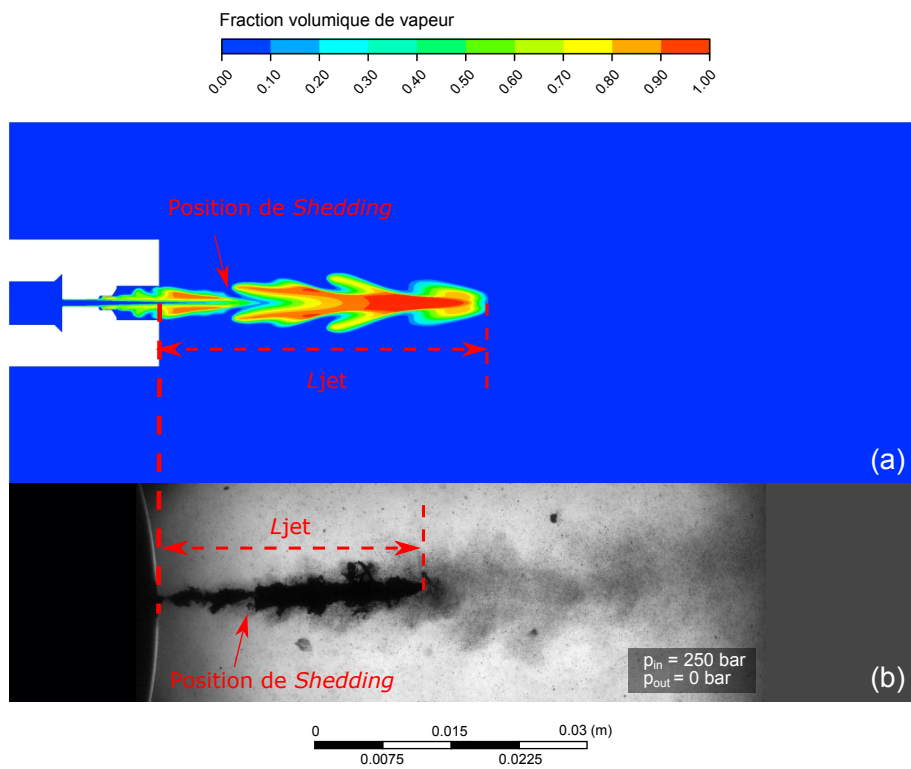 Fraction volumique de vapeur
0.00 0.10 0.20 0.30 0.40 0.50 0.60 0.70 0.80 0.90 1.00
Position de Shedding
Ljet
(a)
Ljet
Position de Shedding
pin = 250 bar
pout = 0 bar
(b)
0 0.015 0.03 (m)
0.0075 0.0225